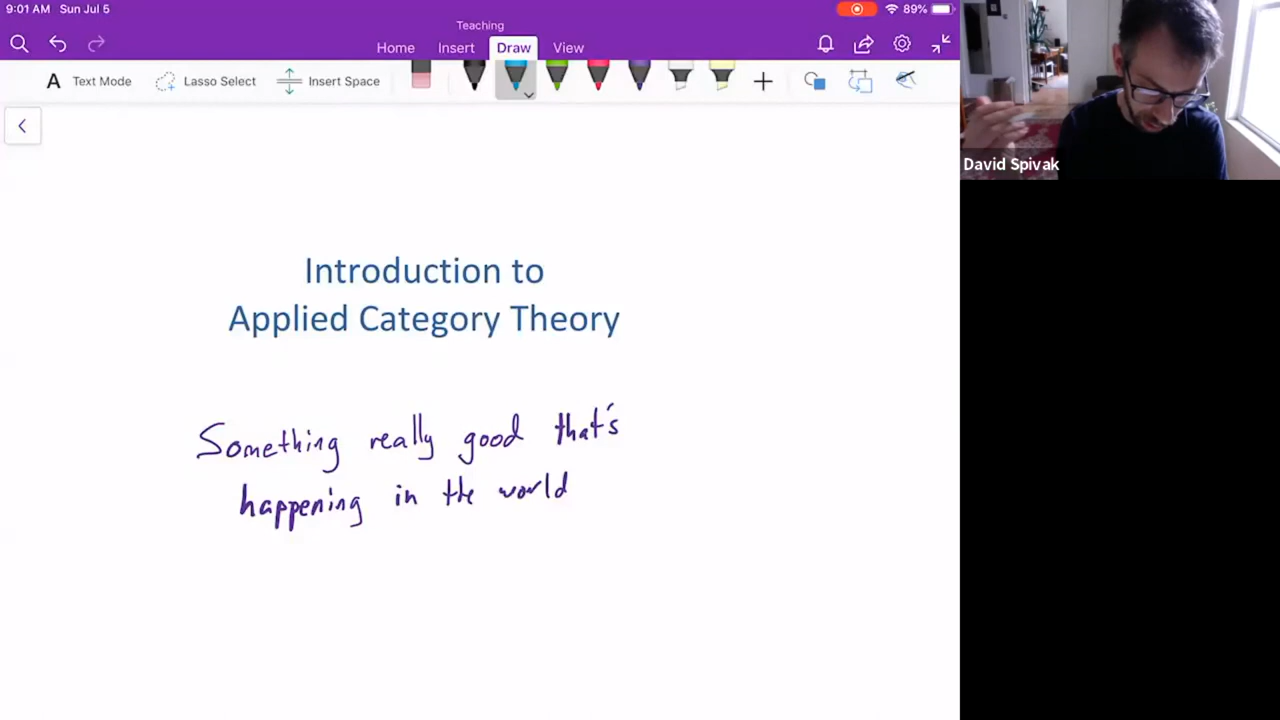 9:01 AM Sun Jul 5
89%
Teaching
Home Insert Draw View
Text Mode Lasso Select Insert Space
David Spivak
Introduction to
Applied Category Theory
Something really good that's
happening in the world